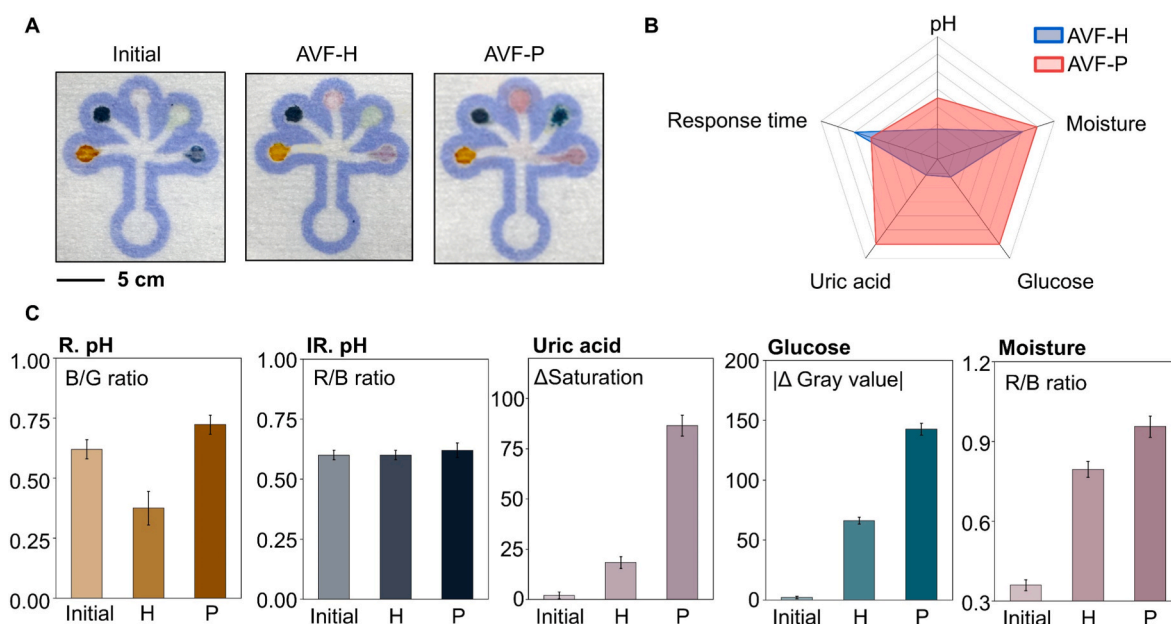 A
Initial
AVF-H
AVF-P
5 cm
B
pH
AVF-H
AVF-P
Response time
Moisture
Uric acid
Glucose
C
R. pH
B/G ratio
1.00
0.75
0.50
0.25
0.00
Initial
H
P
IR. pH
R/B ratio
1.00
0.75
0.50
0.25
0.00
Initial
H
P
Uric acid
ΔSaturation
100
75
50
25
0
Initial
H
P
Glucose
|Δ Gray value|
200
150
100
50
0
Initial
H
P
Moisture
R/B ratio
1.2
0.9
0.6
0.3
Initial
H
P